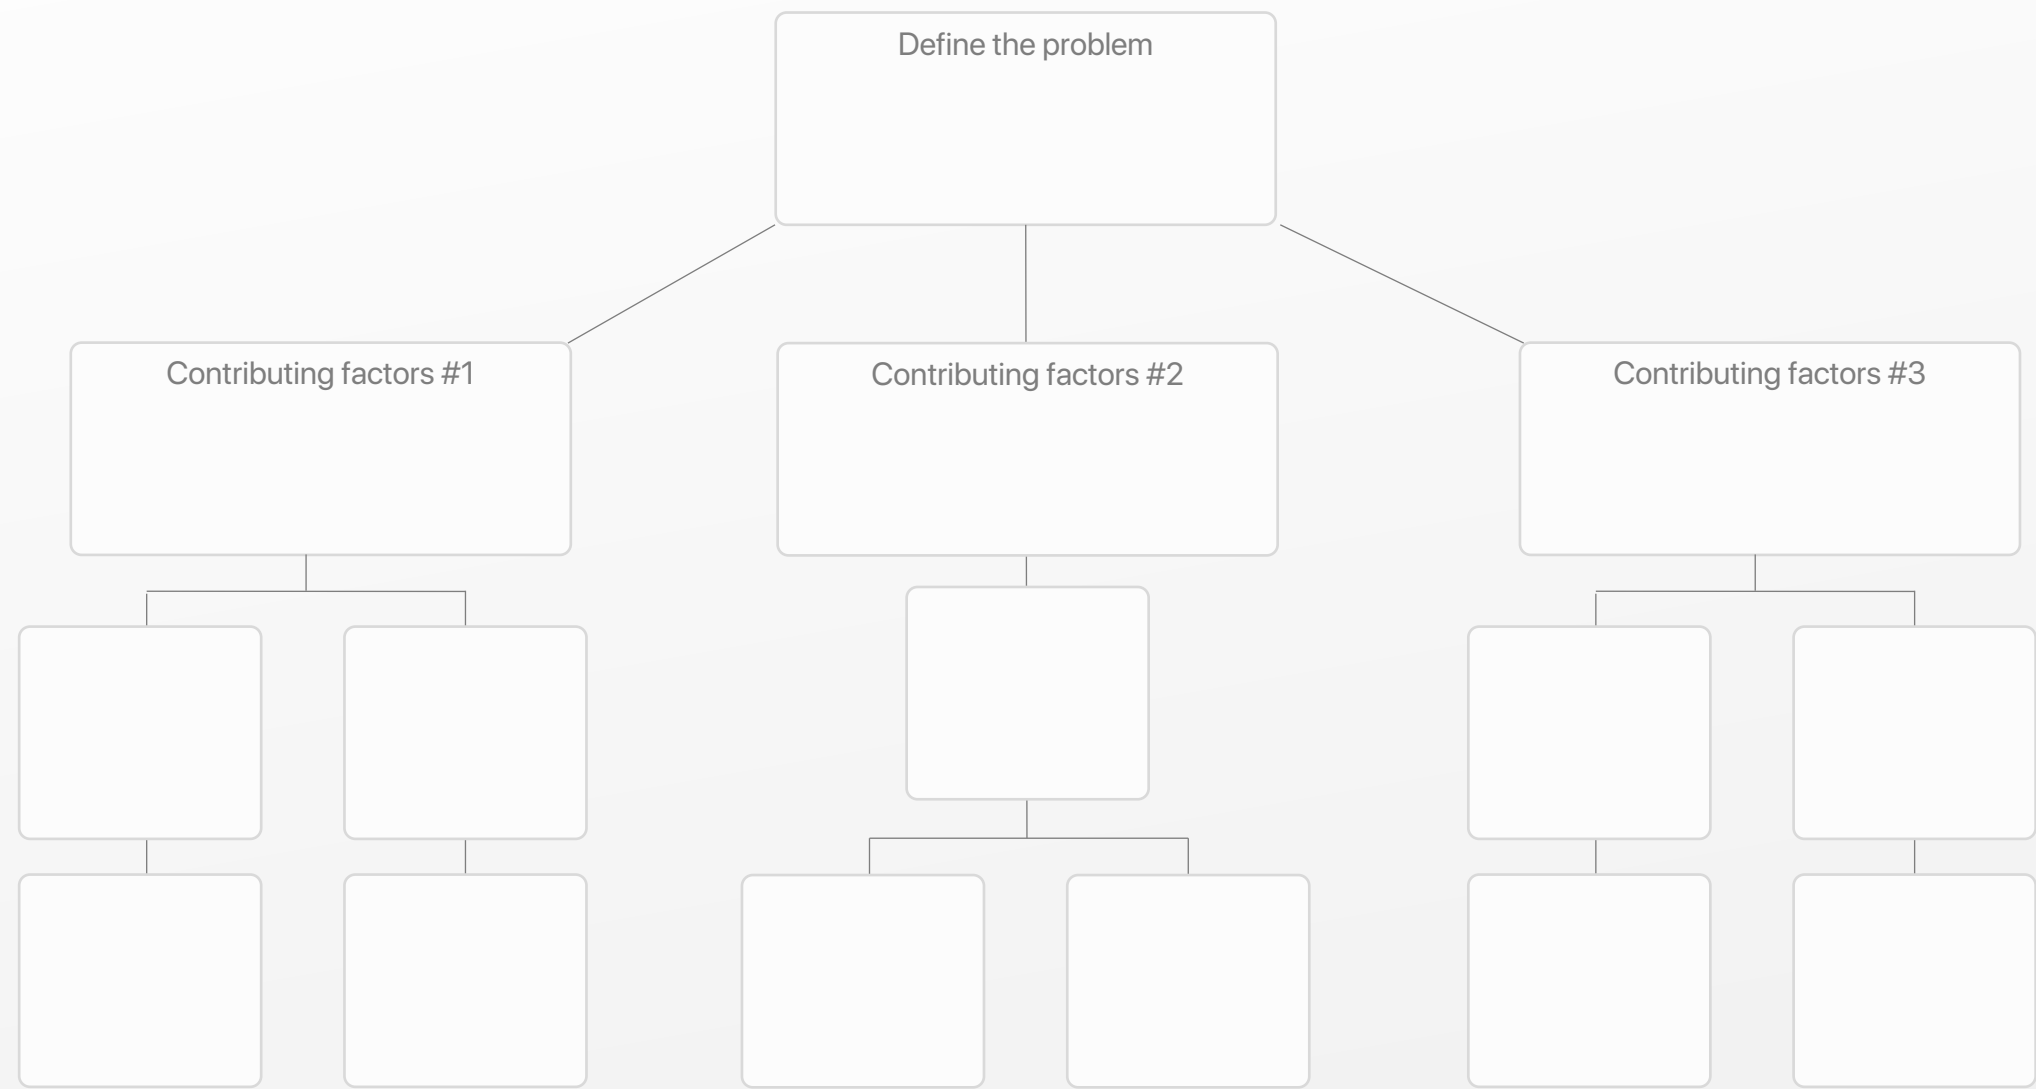 Define the problem
Contributing factors #1
Contributing factors #2
Contributing factors #3